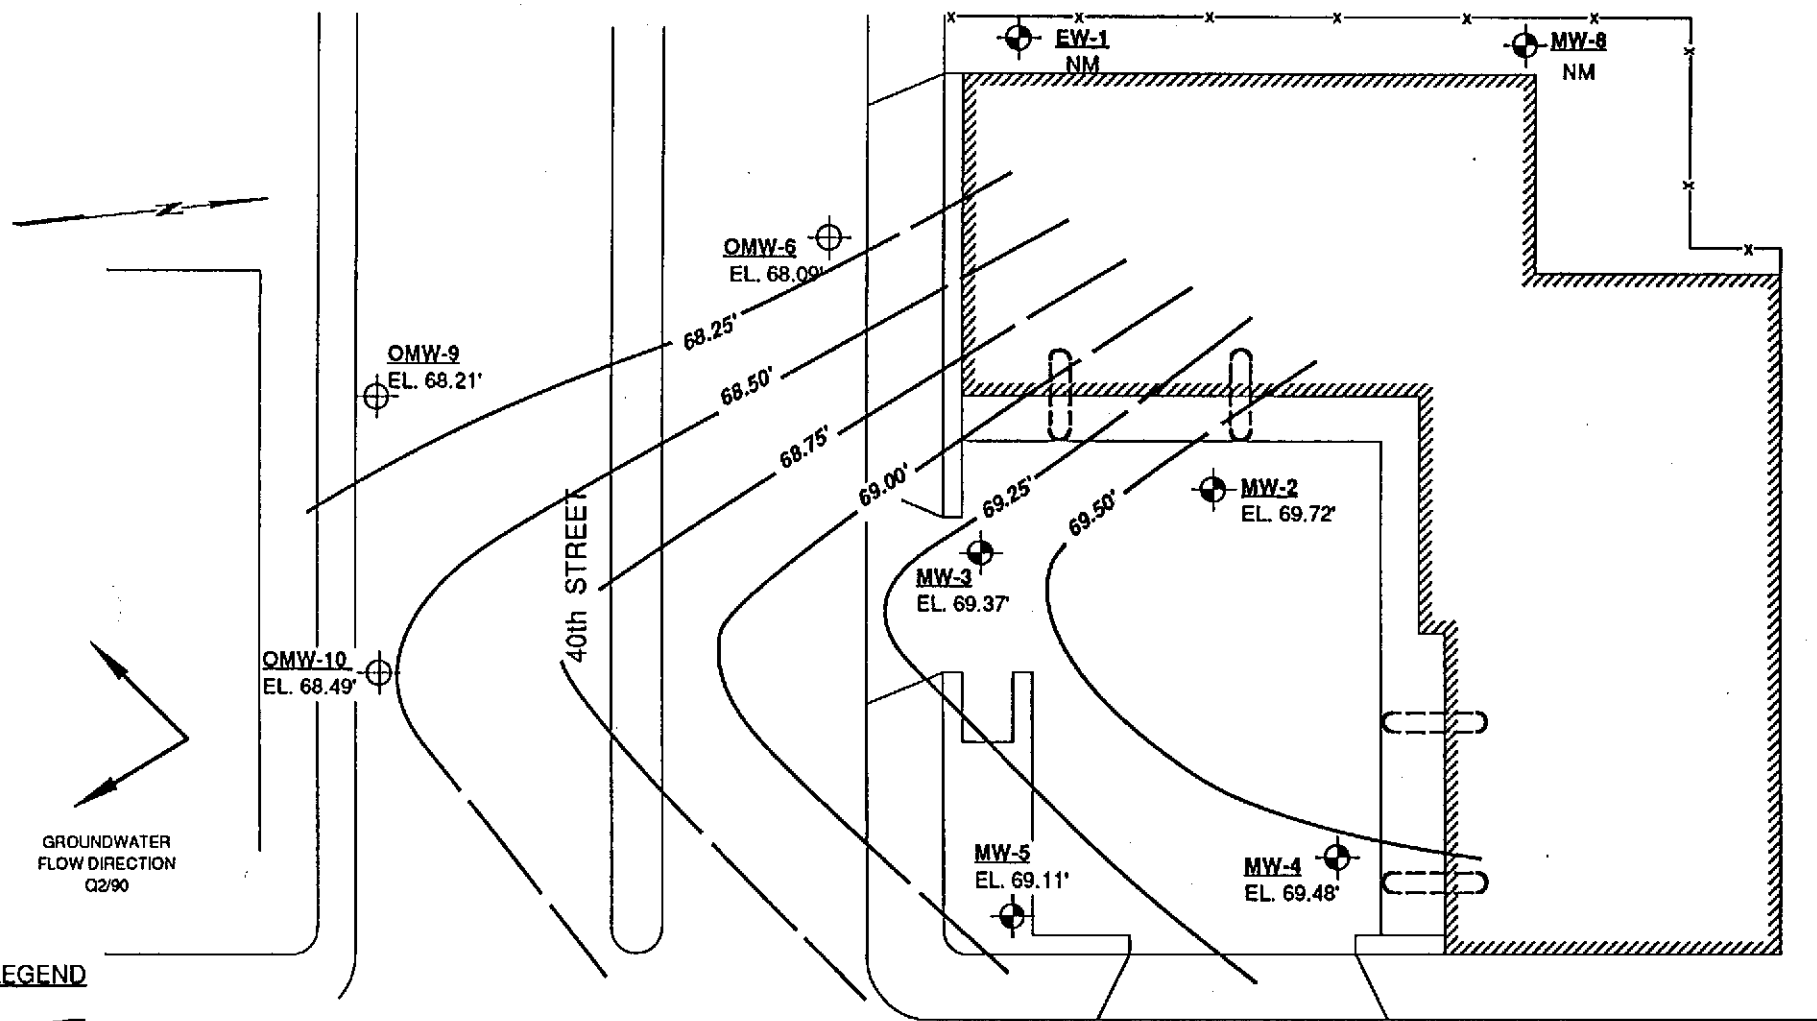 EW-1
NM
MW-8
NM
OMW-6
EL. 68.09'
68.25'
OMW-9
EL. 68.21'
68.50'
68.75'
69.00'
69.25'
69.50'
MW-2
EL. 69.72'
40th STREET
MW-3
EL. 69.37'
OMW-10
EL. 68.49'
GROUNDWATER
FLOW DIRECTION
Q2/90
MW-5
EL. 69.11'
MW-4
EL. 69.48'